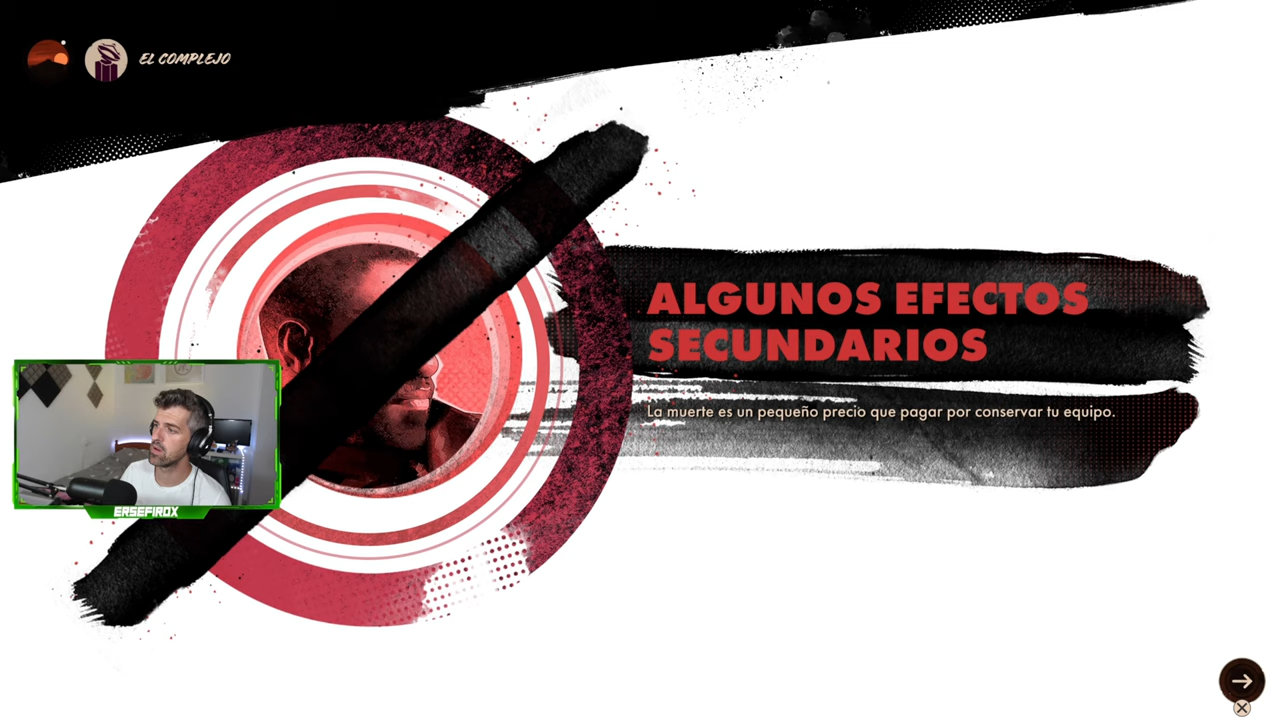 EL COMPLEJO
ALGUNOS EFECTOS
SECUNDARIOS
La muerte es un pequeño precio que pagar por conservar tu equipo.
ERSEFIROX